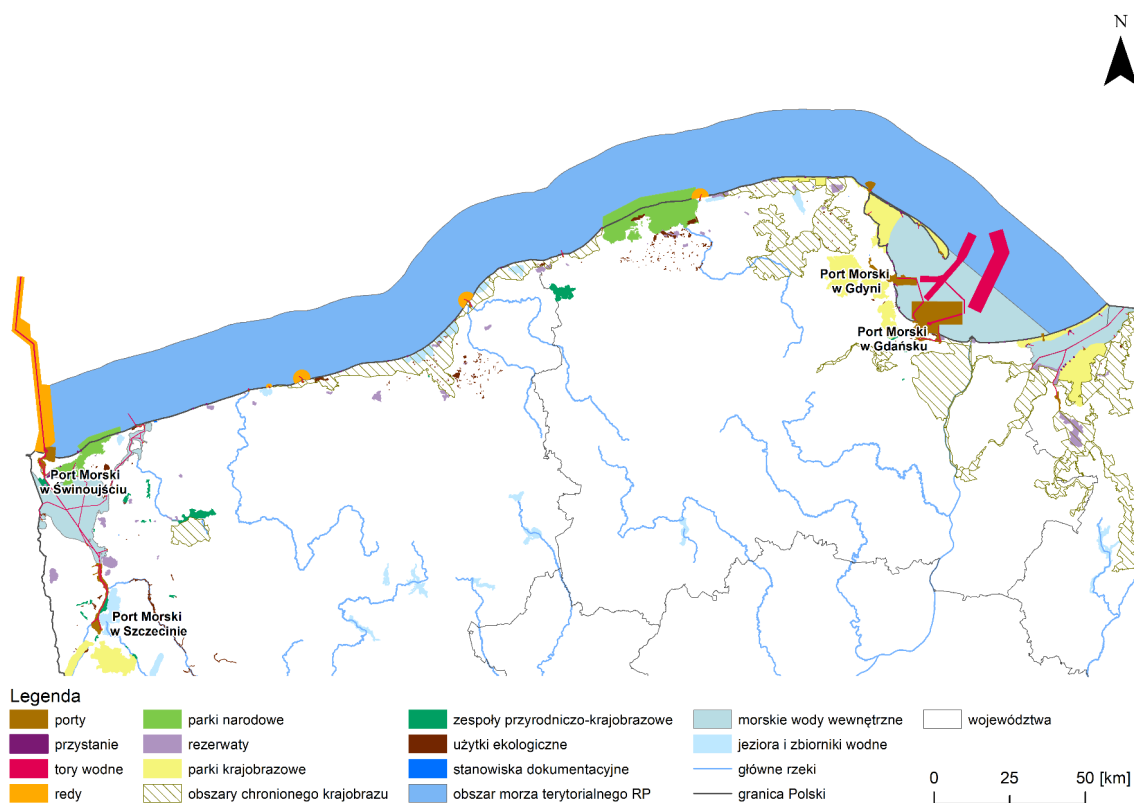 N
Port Morski
w Gdyni
Port Morski
w Gdańsku
Port Morski
w Świnoujściu
Port Morski
w Szczecinie
Legenda
porty
przystanie
tory wodne
redy
parki narodowe
rezerwaty
parki krajobrazowe
obszary chronionego krajobrazu
zespoły przyrodniczo-krajobrazowe
użytki ekologiczne
stanowiska dokumentacyjne
obszar morza terytorialnego RP
morskie wody wewnętrzne
jeziora i zbiorniki wodne
główne rzeki
granica Polski
województwa
0 25 50 [km]